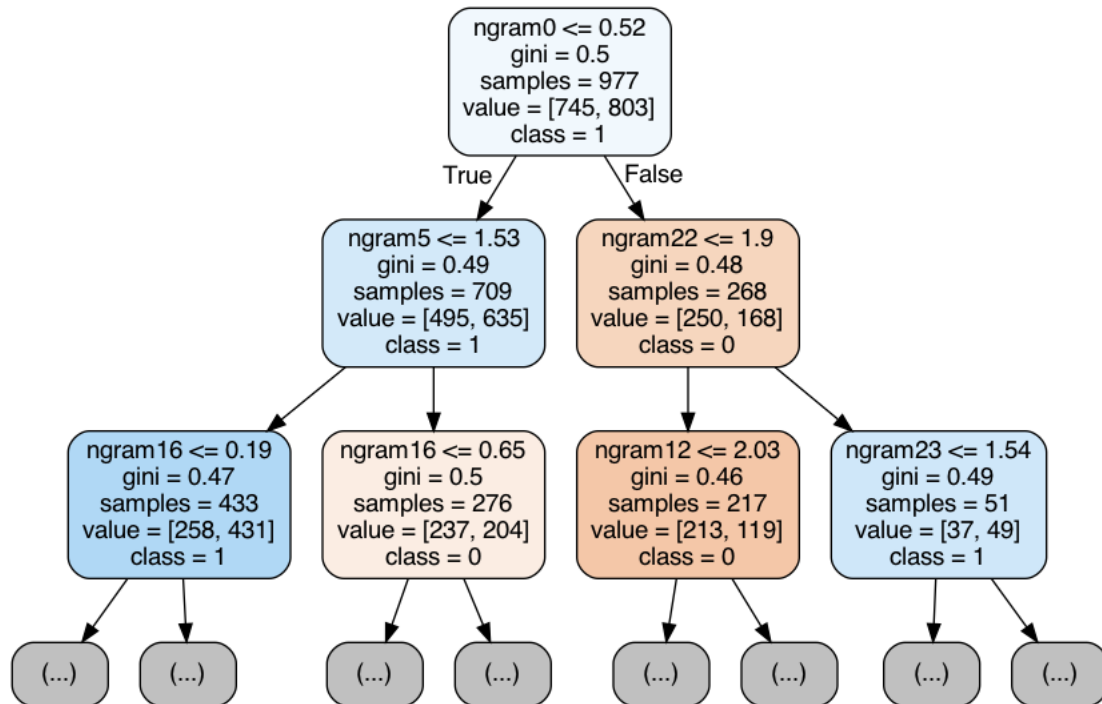 ngram0 <= 0.52
gini = 0.5
samples = 977
value = [745, 803]
class = 1
True
False
ngram5 <= 1.53
gini = 0.49
samples = 709
value = [495, 635]
class = 1
ngram22 <= 1.9
gini = 0.48
samples = 268
value = [250, 168]
class = 0
ngram16 <= 0.19
gini = 0.47
samples = 433
value = [258, 431]
class = 1
ngram16 <= 0.65
gini = 0.5
samples = 276
value = [237, 204]
class = 0
ngram12 <= 2.03
gini = 0.46
samples = 217
value = [213, 119]
class = 0
ngram23 <= 1.54
gini = 0.49
samples = 51
value = [37, 49]
class = 1
(...)
(...)
(...)
(...)
(...)
(...)
(...)
(...)